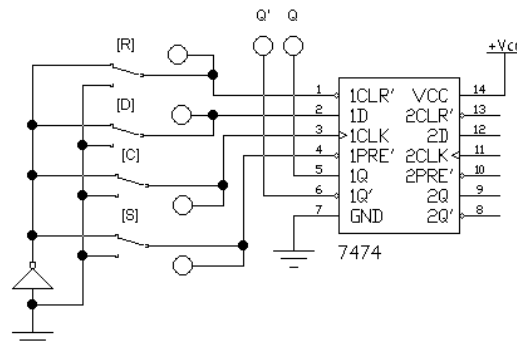 Q' Q
[R]
+Vcc
1 1CLR' VCC 14
[D]
2 1D 2CLR' 13
3 1CLK 2D 12
[C]
4 1PRE' 2CLK 11
5 1Q 2PRE' 10
6 1Q' 2Q 9
[S]
7 GND 2Q' 8
7474